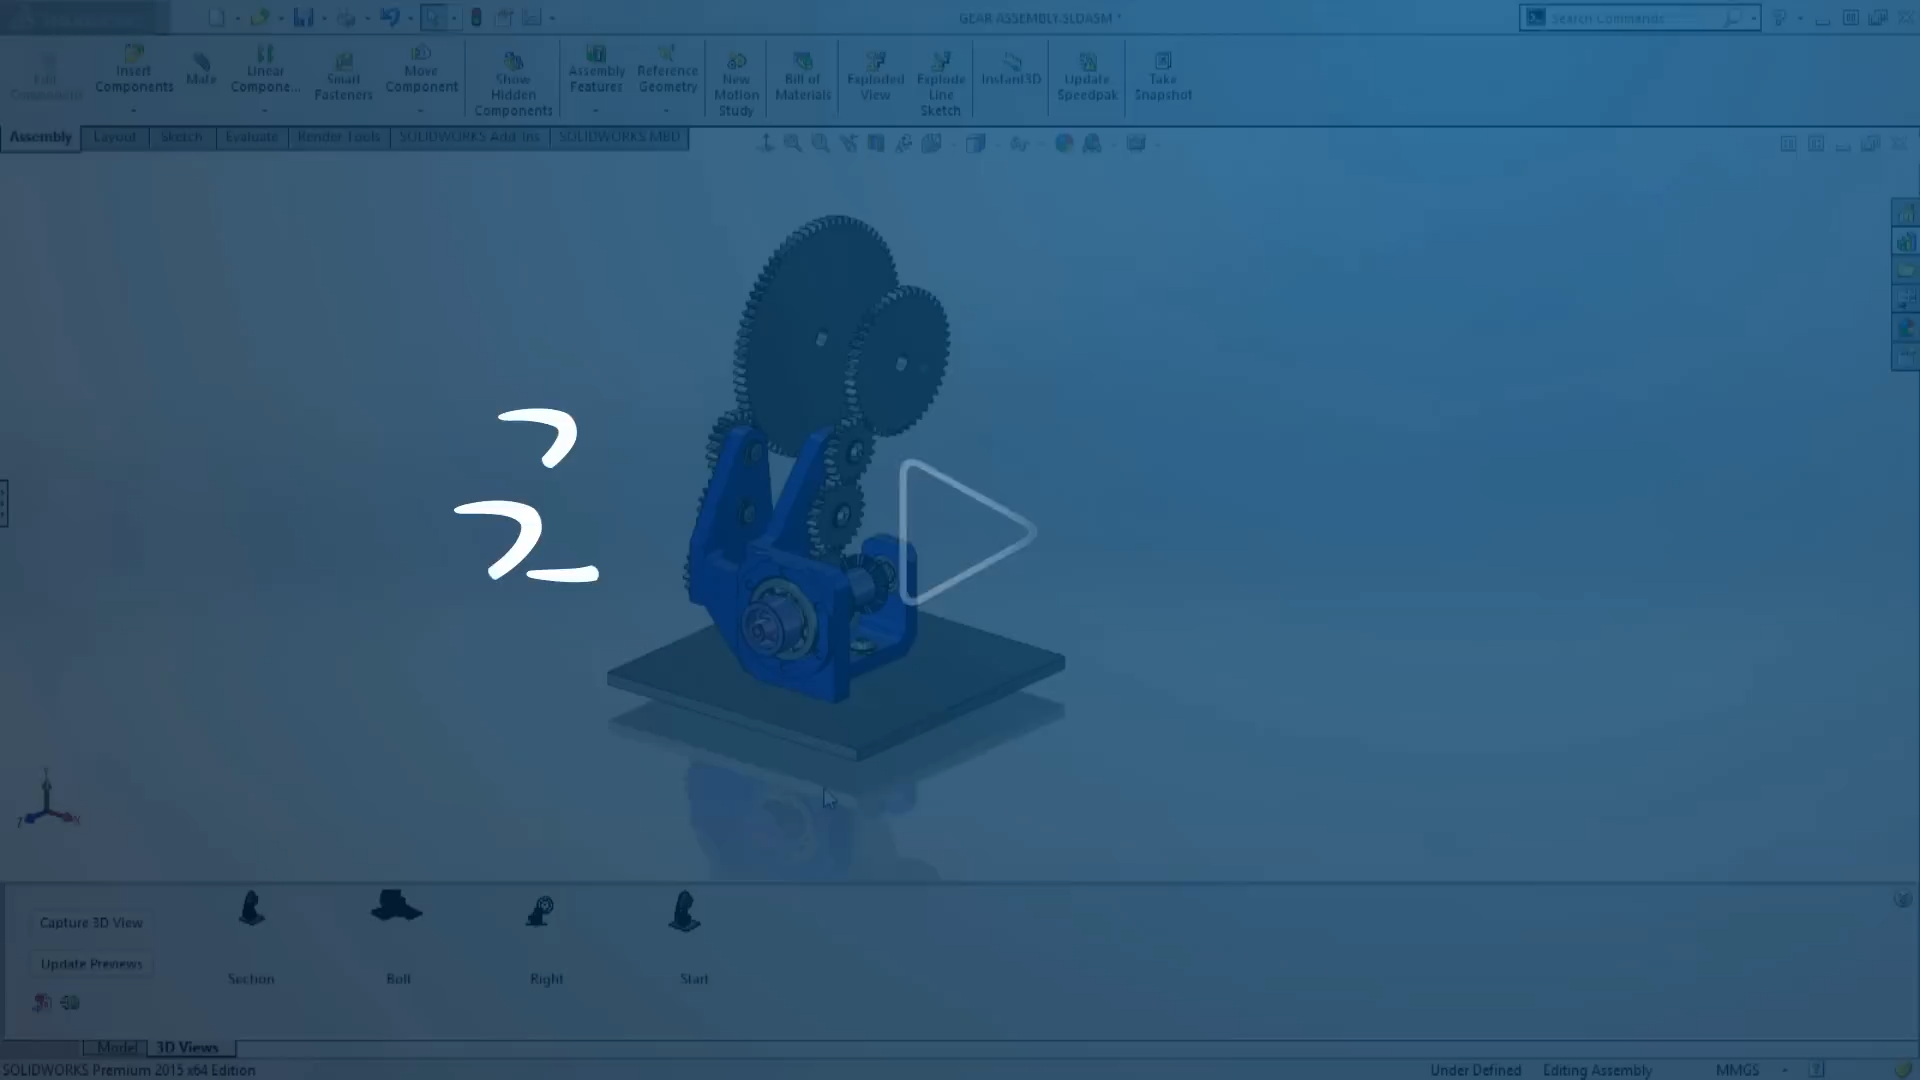 GEAR ASSEMBLY.SLDASM *
Search Commands
Insert Components
Mate
Linear Compone...
Smart Fasteners
Move Component
Show Hidden Components
Assembly Features
Reference Geometry
New Motion Study
Bill of Materials
Exploded View
Explode Line Sketch
Instant3D
Update Speedpak
Take Snapshot
Assembly
Layout
Sketch
Evaluate
Render Tools
SOLIDWORKS Add-Ins
SOLIDWORKS MBD
Capture 3D View
Update Previews
Section
Bolt
Right
Start
Model
3D Views
SOLIDWORKS Premium 2015 x64 Edition
Under Defined
Editing Assembly
MMGS